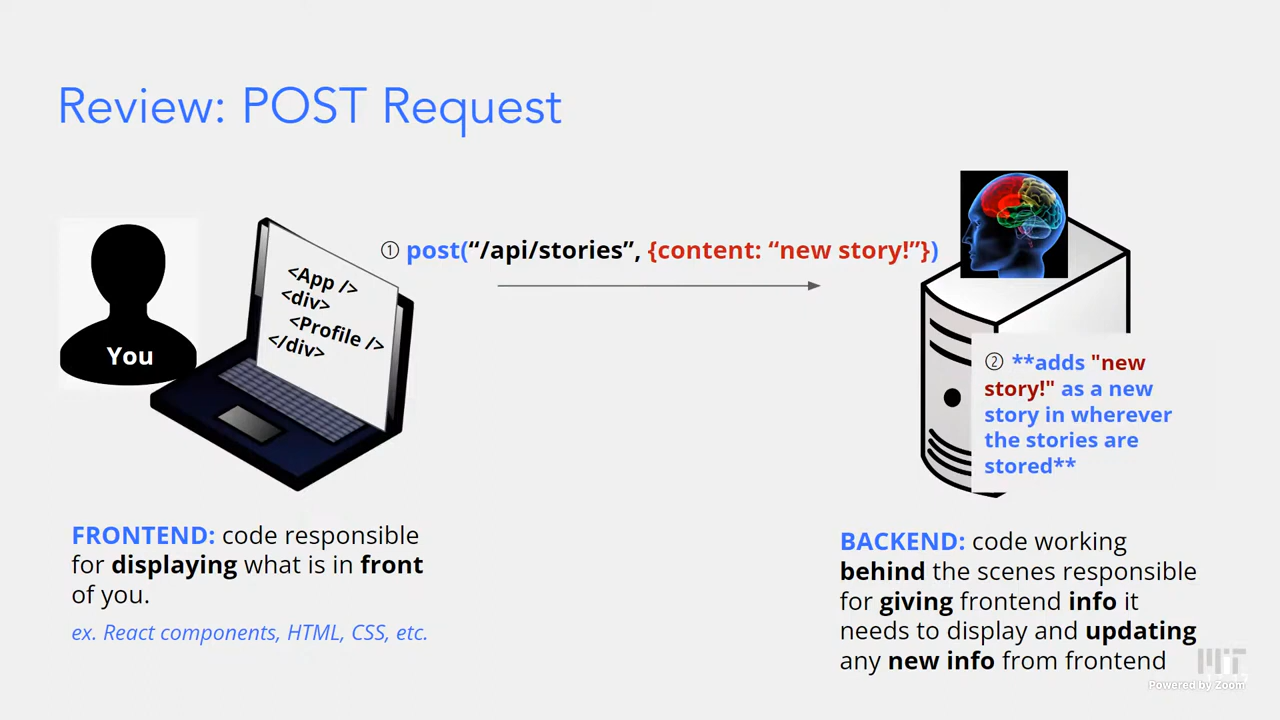 Review: POST Request
① post(“/api/stories”, {content: “new story!”})
<App />
<div>
<Profile />
</div>
You
② **adds "new
story!" as a new
story in wherever
the stories are
stored**
FRONTEND: code responsible
for displaying what is in front
of you.
ex. React components, HTML, CSS, etc.
BACKEND: code working
behind the scenes responsible
for giving frontend info it
needs to display and updating
any new info from frontend
MIT
Powered by Zoom